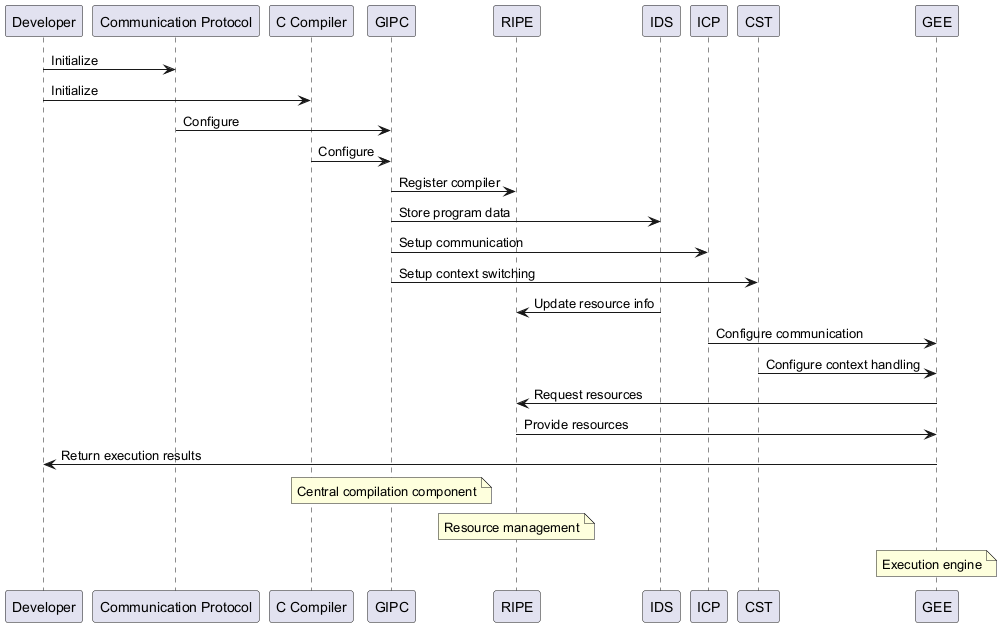 Developer
Communication Protocol
C Compiler
GIPC
RIPE
IDS
ICP
CST
GEE
Initialize
Initialize
Configure
Configure
Register compiler
Store program data
Setup communication
Setup context switching
Update resource info
Configure communication
Configure context handling
Request resources
Provide resources
Return execution results
Central compilation component
Resource management
Execution engine
Developer
Communication Protocol
C Compiler
GIPC
RIPE
IDS
ICP
CST
GEE